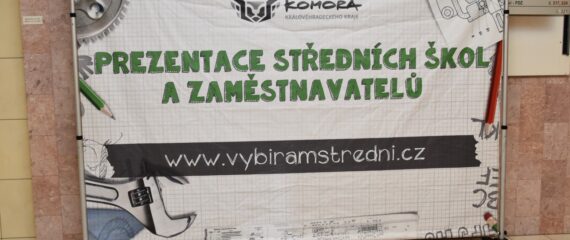 KOMORA
KRÁLOVÉHRADECKÉHO KRAJE
PREZENTACE STŘEDNÍCH ŠKOL
A ZAMĚSTNAVATELŮ
www.vybiramstredni.cz